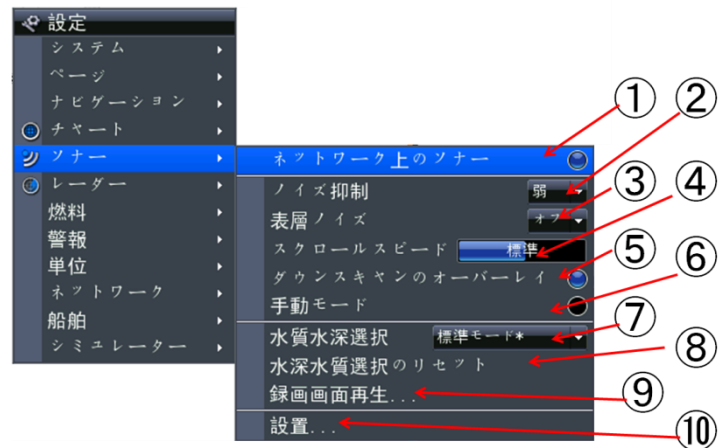 設定
システム
ページ
ナビゲーション
チャート
ソナー
レーダー
燃料
警報
単位
ネットワーク
船舶
シミュレーター
ネットワーク上のソナー
ノイズ抑制 弱
表層ノイズ オフ
スクロールスピード 標準
ダウンスキャンのオーバーレイ
手動モード
水質水深選択 標準モード*
水深水質選択のリセット
録画画面再生...
設置...
①
②
③
④
⑤
⑥
⑦
⑧
⑨
⑩